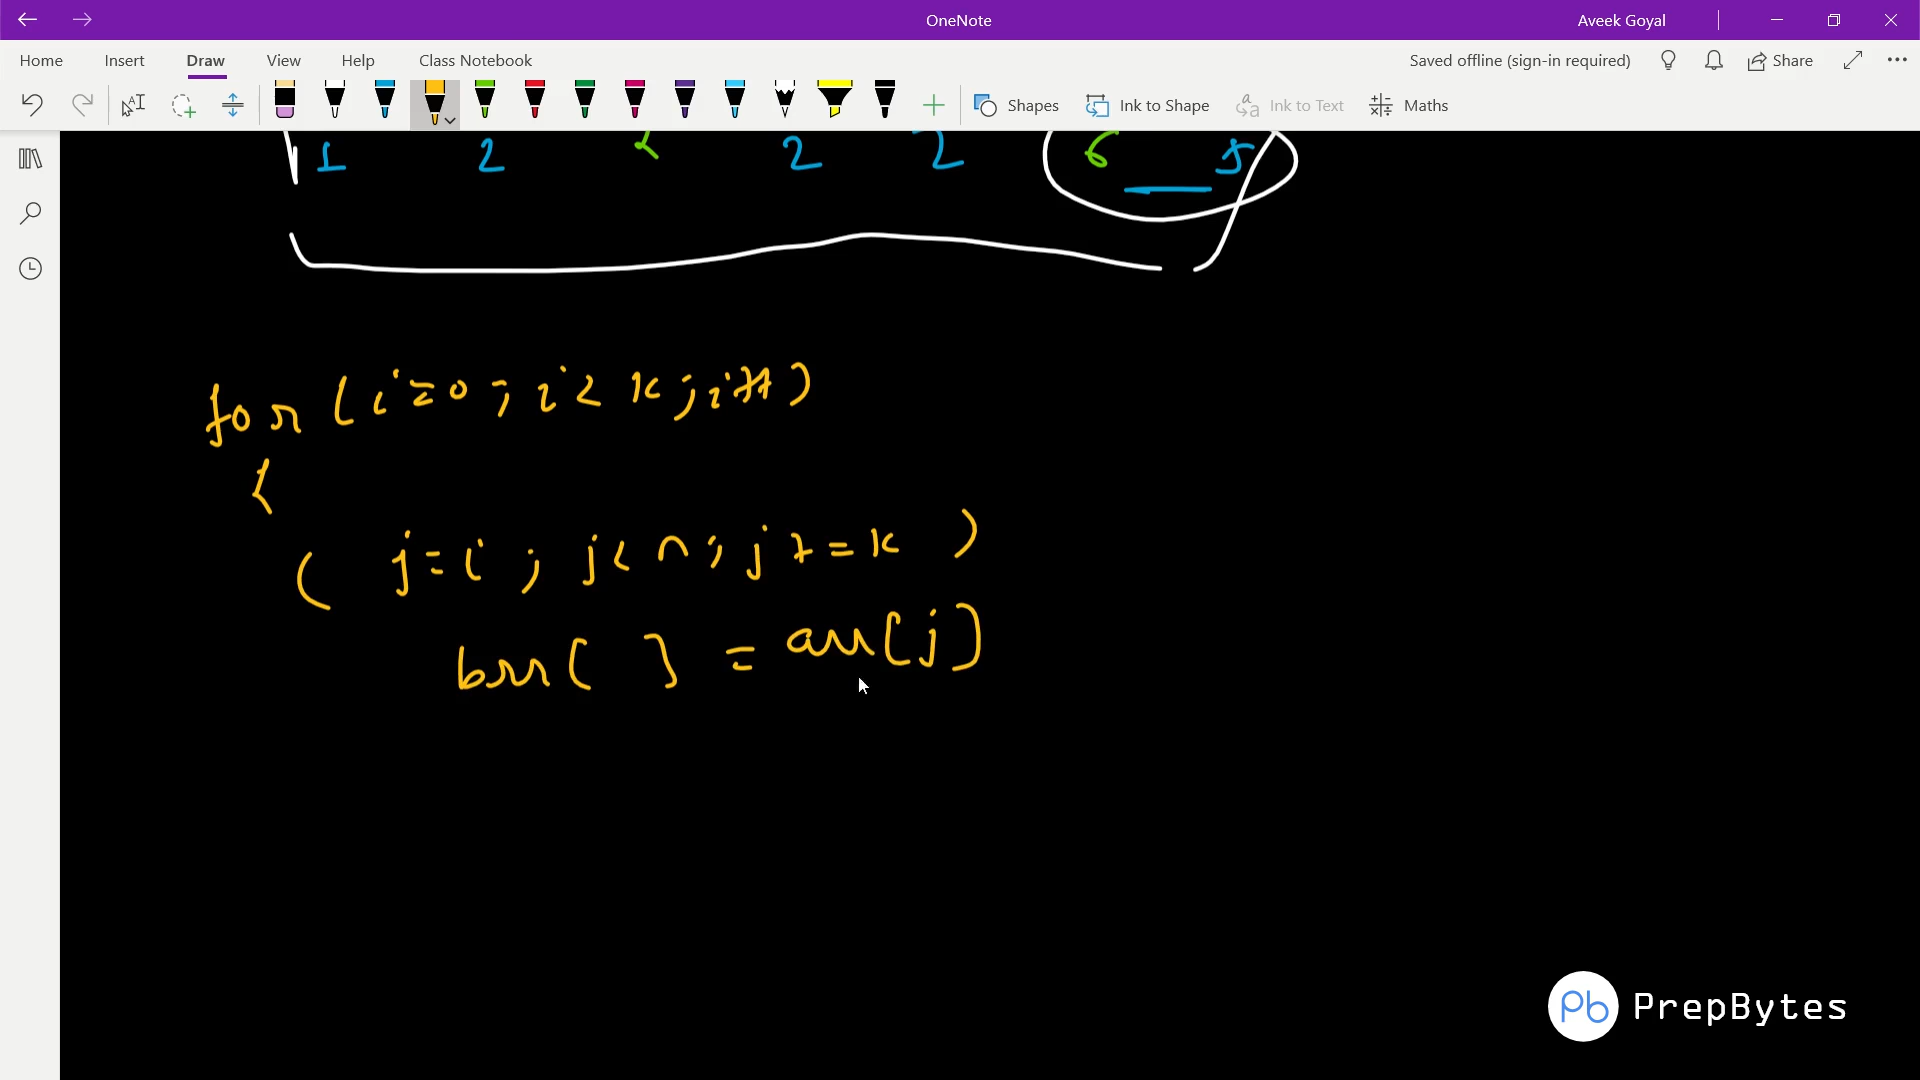 OneNote
Aveek Goyal
Home Insert Draw View Help Class Notebook
Saved offline (sign-in required) Share
Shapes Ink to Shape Ink to Text Maths
1 2 2 2 6 5
for (i=0; i< k; i++)
{
( j=i ; j< n; j+=k )
brr[ ] = arr[j]
Pb PrepBytes